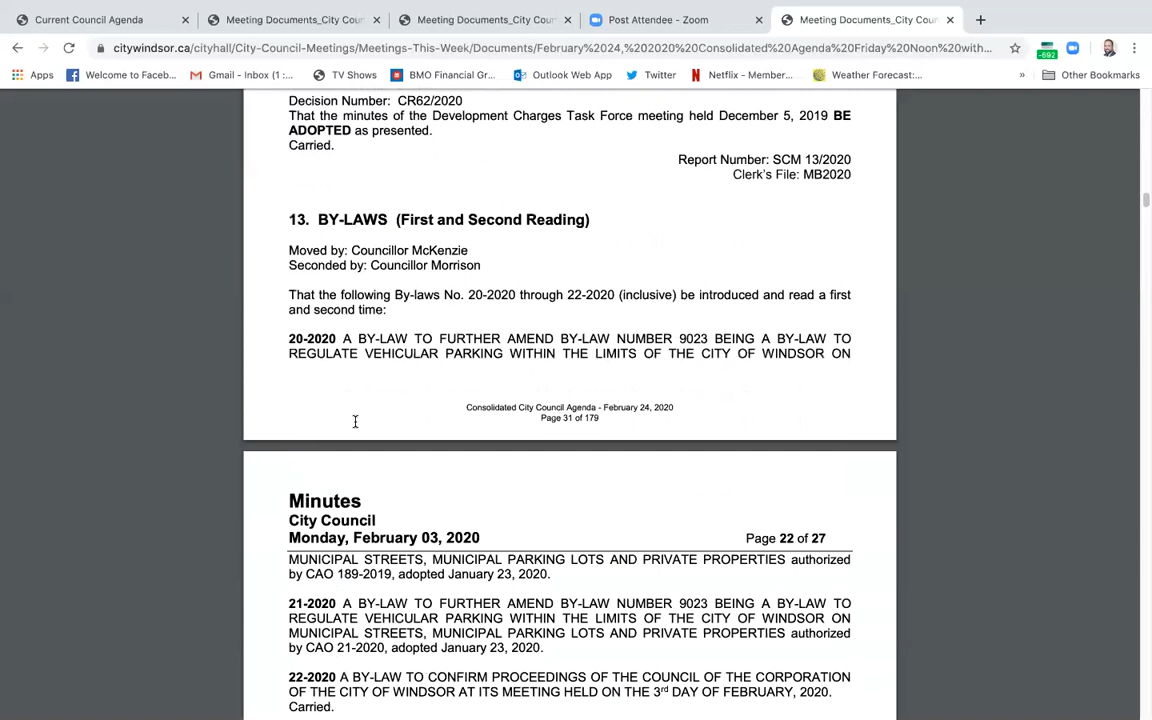 Current Council Agenda
Meeting Documents_City Cou
Meeting Documents_City Cou
Post Attendee - Zoom
Meeting Documents_City Cou
citywindsor.ca/cityhall/City-Council-Meetings/Meetings-This-Week/Documents/February%2024,%202020%20Consolidated%20Agenda%20Friday%20Noon%20with...
-692
Apps
Welcome to Faceb...
Gmail - Inbox (1 :...
TV Shows
BMO Financial Gr...
Outlook Web App
Twitter
Netflix - Member...
Weather Forecast:...
»
Other Bookmarks
Decision Number: CR62/2020
That the minutes of the Development Charges Task Force meeting held December 5, 2019 BE
ADOPTED as presented.
Carried.
Report Number: SCM 13/2020
Clerk's File: MB2020
13. BY-LAWS (First and Second Reading)
Moved by: Councillor McKenzie
Seconded by: Councillor Morrison
That the following By-laws No. 20-2020 through 22-2020 (inclusive) be introduced and read a first
and second time:
20-2020 A BY-LAW TO FURTHER AMEND BY-LAW NUMBER 9023 BEING A BY-LAW TO
REGULATE VEHICULAR PARKING WITHIN THE LIMITS OF THE CITY OF WINDSOR ON
Consolidated City Council Agenda - February 24, 2020
Page 31 of 179
Minutes
City Council
Monday, February 03, 2020
Page 22 of 27
MUNICIPAL STREETS, MUNICIPAL PARKING LOTS AND PRIVATE PROPERTIES authorized
by CAO 189-2019, adopted January 23, 2020.
21-2020 A BY-LAW TO FURTHER AMEND BY-LAW NUMBER 9023 BEING A BY-LAW TO
REGULATE VEHICULAR PARKING WITHIN THE LIMITS OF THE CITY OF WINDSOR ON
MUNICIPAL STREETS, MUNICIPAL PARKING LOTS AND PRIVATE PROPERTIES authorized
by CAO 21-2020, adopted January 23, 2020.
22-2020 A BY-LAW TO CONFIRM PROCEEDINGS OF THE COUNCIL OF THE CORPORATION
OF THE CITY OF WINDSOR AT ITS MEETING HELD ON THE 3rd DAY OF FEBRUARY, 2020.
Carried.